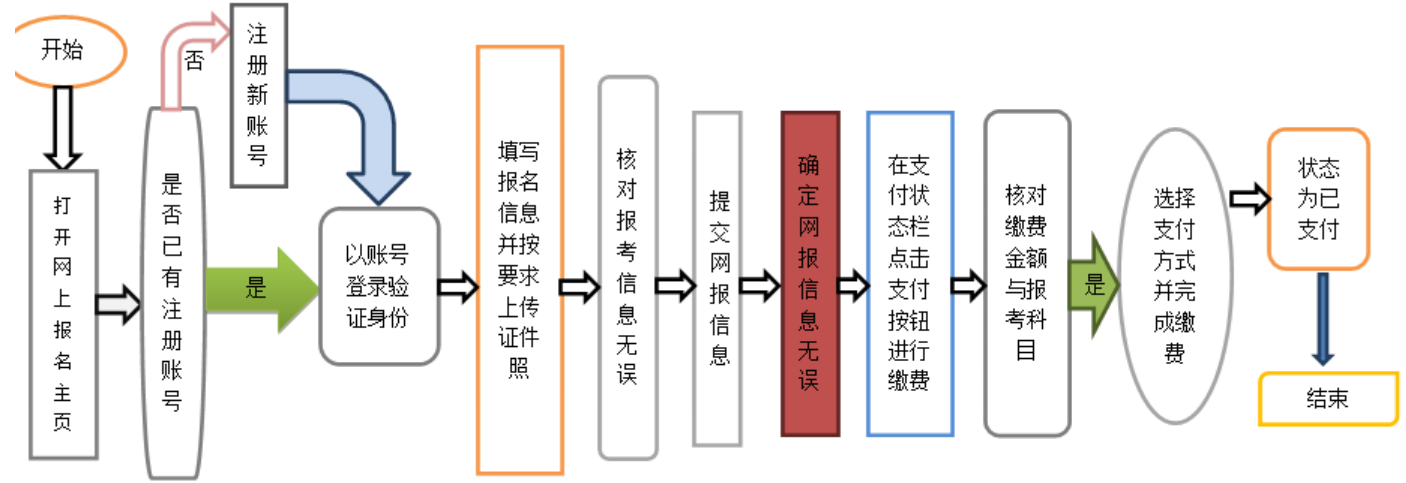 开始
打开网上报名主页
是否已有注册账号
否
注册新账号
是
以账号
登录验
证身份
填写
报名
信息
并按
要求
上传
证件
照
核对报考信息无误
提交网报信息
确定网报信息无误
在支
付状
态栏
点击
支付
按钮
进行
缴费
核对
缴费
金额
与报
考科
目
是
选择
支付
方式
并完
成缴
费
状态
为已
支付
结束